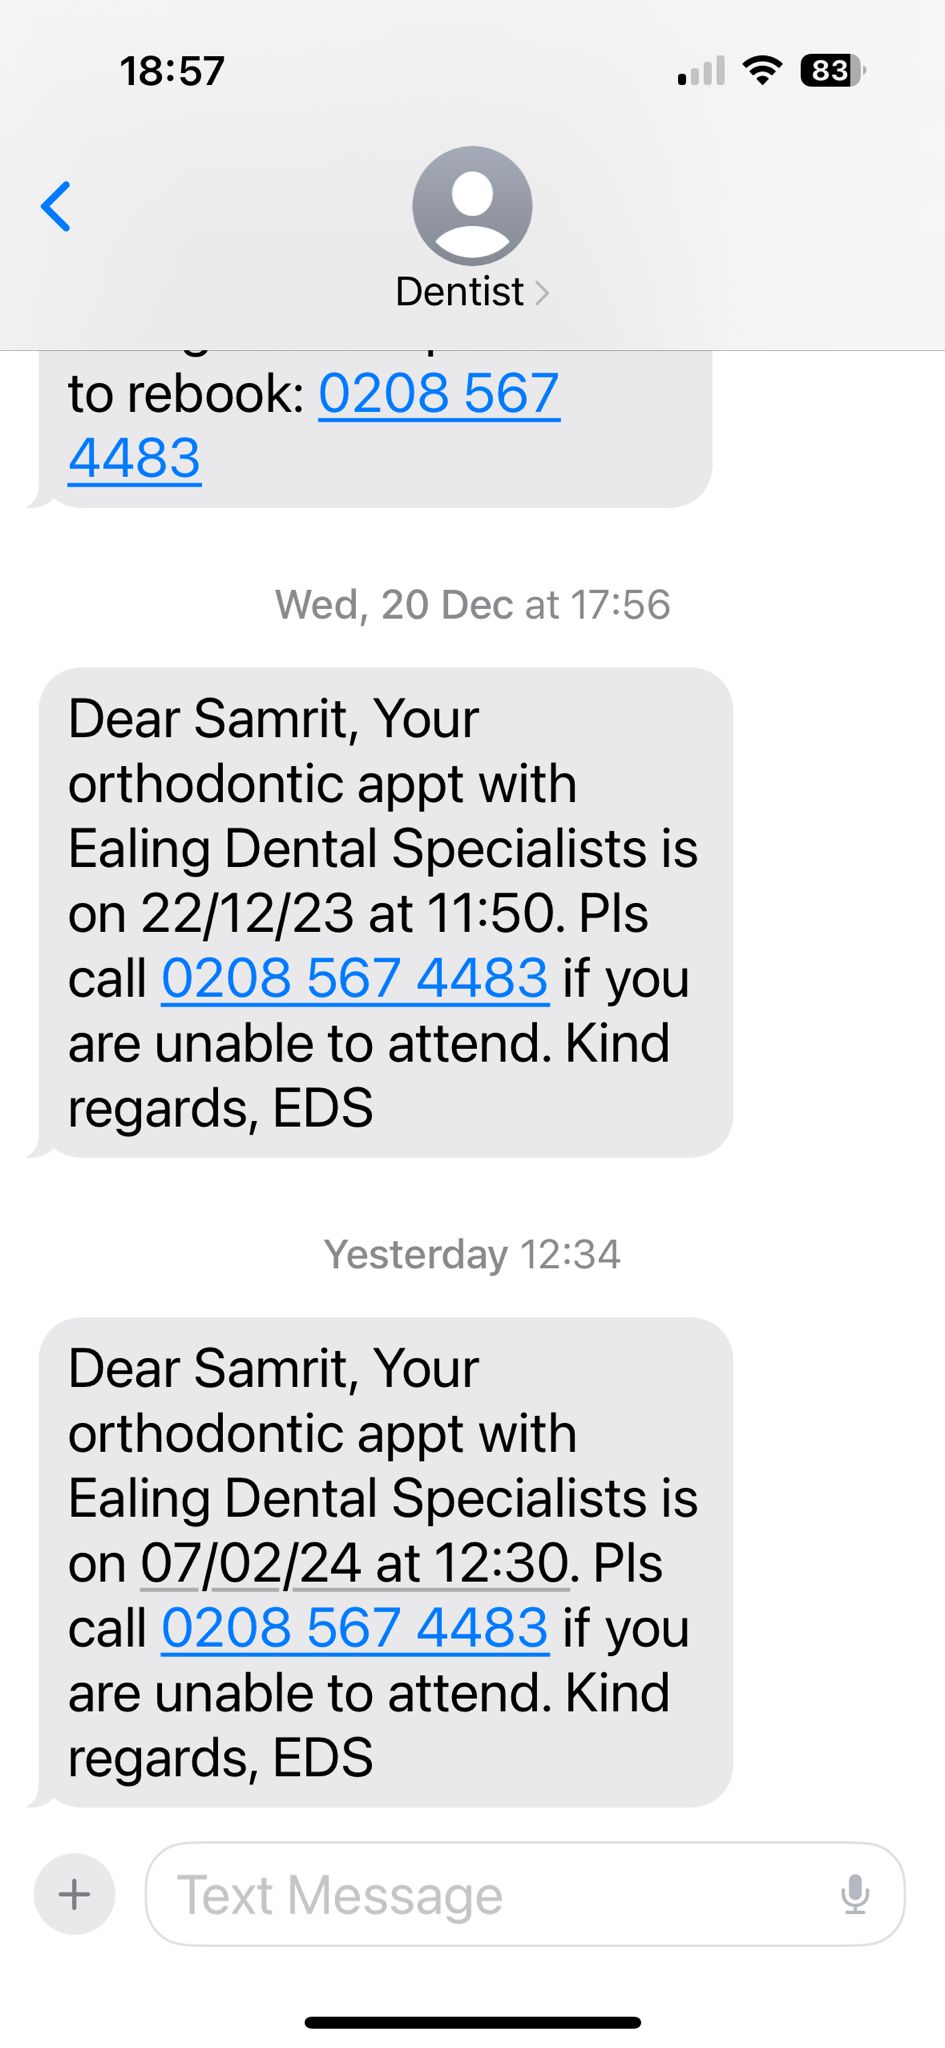 18:57
83
Dentist
to rebook: 0208 567
4483
Wed, 20 Dec at 17:56
Dear Samrit, Your
orthodontic appt with
Ealing Dental Specialists is
on 22/12/23 at 11:50. Pls
call 0208 567 4483 if you
are unable to attend. Kind
regards, EDS
Yesterday 12:34
Dear Samrit, Your
orthodontic appt with
Ealing Dental Specialists is
on 07/02/24 at 12:30. Pls
call 0208 567 4483 if you
are unable to attend. Kind
regards, EDS
Text Message